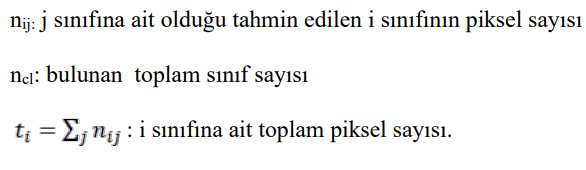 nij: j sınıfına ait olduğu tahmin edilen i sınıfının piksel sayısı
ncl: bulunan toplam sınıf sayısı
ti = ∑j nij : i sınıfına ait toplam piksel sayısı.